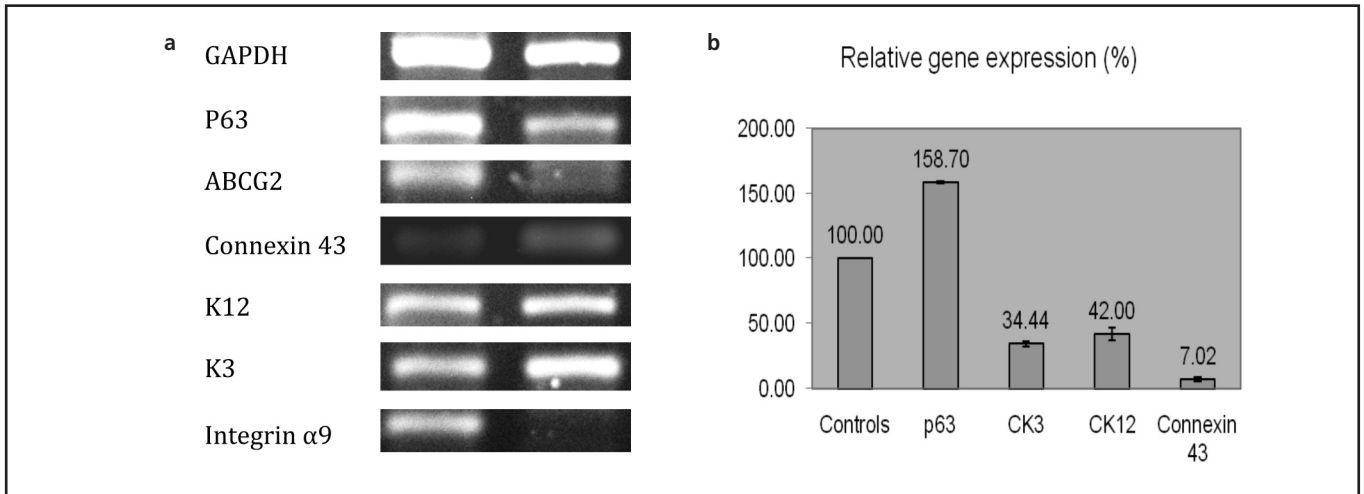 a
GAPDH
P63
ABCG2
Connexin 43
K12
K3
Integrin α9
b
Relative gene expression (%)
200.00
150.00
100.00
50.00
0.00
100.00
158.70
34.44
42.00
7.02
Controls p63 CK3 CK12 Connexin
43